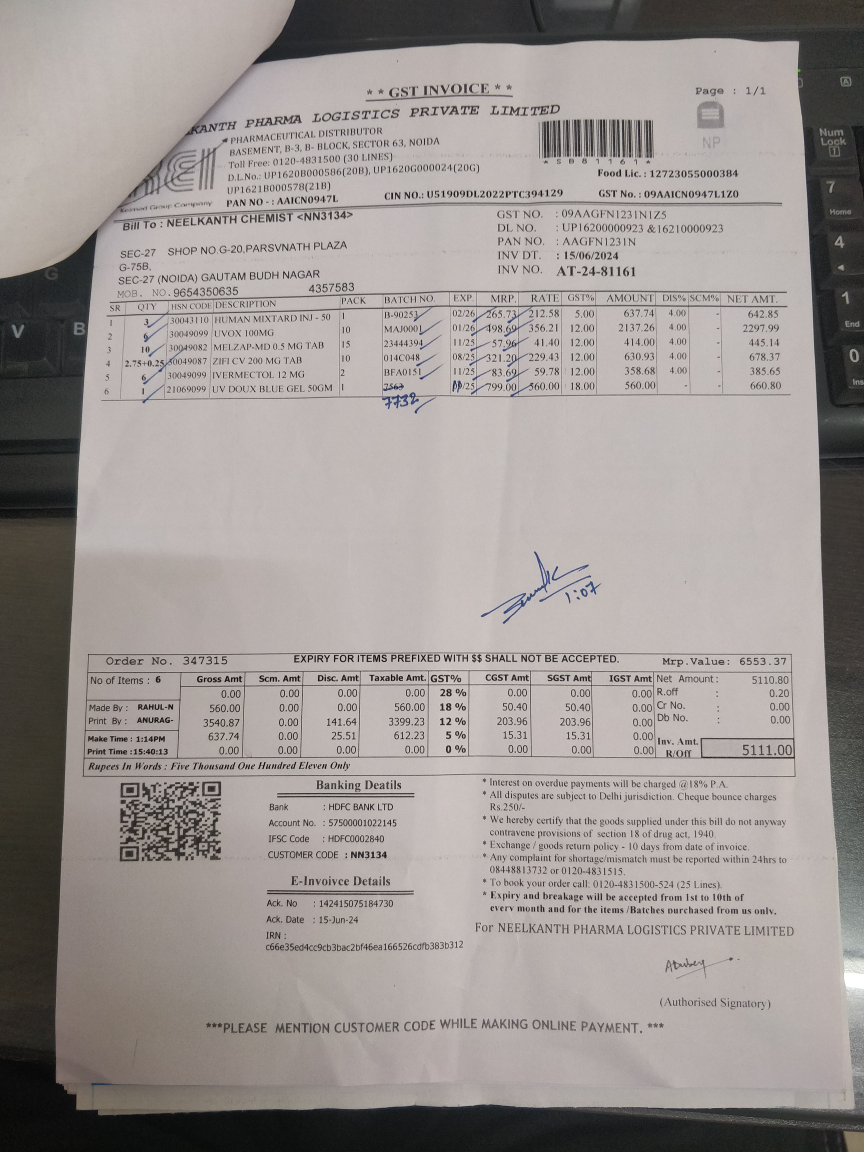 * * GST INVOICE * *
Page : 1/1
KANTH PHARMA LOGISTICS PRIVATE LIMITED
PHARMACEUTICAL DISTRIBUTOR
BASEMENT, B-3, B- BLOCK, SECTOR 63, NOIDA
Toll Free: 0120-4831500 (30 LINES)
D.L.No.: UP1620B000586(20B), UP1620G000024(20G)
UP1621B000578(21B)
PAN NO - : AAICN0947L
CIN NO.: U51909DL2022PTC394129
*S881161*
NP
Food Lic. : 12723055000384
GST No. : 09AAICN0947L1Z0
Group Company
Bill To : NEELKANTH CHEMIST <NN3134>
SEC-27 SHOP NO.G-20,PARSVNATH PLAZA
G-75B,
SEC-27 (NOIDA) GAUTAM BUDH NAGAR
MOB. NO. 9654350635 4357583
GST NO. : 09AAGFN1231N1Z5
DL NO. : UP16200000923 &16210000923
PAN NO. : AAGFN1231N
INV DT. : 15/06/2024
INV NO. AT-24-81161
SR QTY HSN CODE DESCRIPTION PACK BATCH NO. EXP. MRP. RATE GST% AMOUNT DIS% SCM% NET AMT.
1 3 30043110 HUMAN MIXTARD INJ - 50 1 B-90253 02/26 265.73 212.58 5.00 637.74 4.00 - 642.85
2 6 30049099 UVOX 100MG 10 MAJ0001 01/26 498.69 356.21 12.00 2137.26 4.00 - 2297.99
3 10 30049082 MELZAP-MD 0.5 MG TAB 15 23444394 11/25 57.96 41.40 12.00 414.00 4.00 - 445.14
4 2.75+0.25 30049087 ZIFI CV 200 MG TAB 10 014C048 08/25 321.20 229.43 12.00 630.93 4.00 - 678.37
5 6 30049099 IVERMECTOL 12 MG 2 BFA0151 11/25 83.69 59.78 12.00 358.68 4.00 - 385.65
6 1 21069099 UV DOUX BLUE GEL 50GM 1 7563 /25 799.00 560.00 18.00 560.00 - - 660.80
7732
1:07
Order No. 347315 EXPIRY FOR ITEMS PREFIXED WITH $$ SHALL NOT BE ACCEPTED. Mrp.Value: 6553.37
No of Items : 6 Gross Amt Scm. Amt Disc. Amt Taxable Amt. GST% CGST Amt SGST Amt IGST Amt Net Amount: 5110.80
0.00 0.00 0.00 0.00 28 % 0.00 0.00 0.00 R.off : 0.20
Made By : RAHUL-N 560.00 0.00 0.00 560.00 18 % 50.40 50.40 0.00 Cr No. : 0.00
Print By : ANURAG- 3540.87 0.00 141.64 3399.23 12 % 203.96 203.96 0.00 Db No. : 0.00
Make Time : 1:14PM 637.74 0.00 25.51 612.23 5 % 15.31 15.31 0.00 Inv. Amt.
Print Time :15:40:13 0.00 0.00 0.00 0.00 0 % 0.00 0.00 0.00 R/Off 5111.00
Rupees In Words : Five Thousand One Hundred Eleven Only
Banking Deatils
Bank : HDFC BANK LTD
Account No. : 57500001022145
IFSC Code : HDFC0002840
CUSTOMER CODE : NN3134
E-Invoivce Details
Ack. No : 142415075184730
Ack. Date : 15-Jun-24
IRN :
c66e35ed4cc9cb3bac2bf46ea166526cdfb383b312
* Interest on overdue payments will be charged @18% P.A.
* All disputes are subject to Delhi jurisdiction. Cheque bounce charges
Rs.250/-
* We hereby certify that the goods supplied under this bill do not anyway
contravene provisions of section 18 of drug act, 1940.
* Exchange / goods return policy - 10 days from date of invoice.
* Any complaint for shortage/mismatch must be reported within 24hrs to
08448813732 or 0120-4831515.
* To book your order call: 0120-4831500-524 (25 Lines).
* Expiry and breakage will be accepted from 1st to 10th of
every month and for the items /Batches purchased from us only.
For NEELKANTH PHARMA LOGISTICS PRIVATE LIMITED
(Authorised Signatory)
***PLEASE MENTION CUSTOMER CODE WHILE MAKING ONLINE PAYMENT. ***
Num
Lock
7
Home
4
1
End
0
Ins
G
V
B